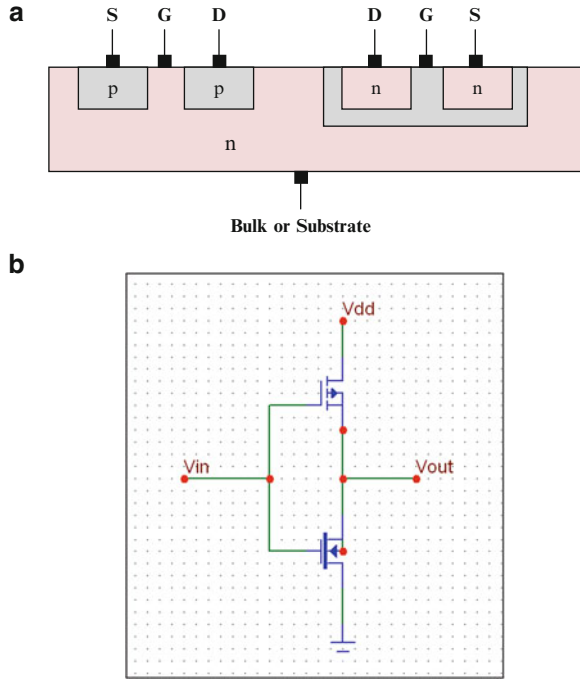 a
S G D D G S
p p n n
n
Bulk or Substrate
b
Vdd
Vin Vout